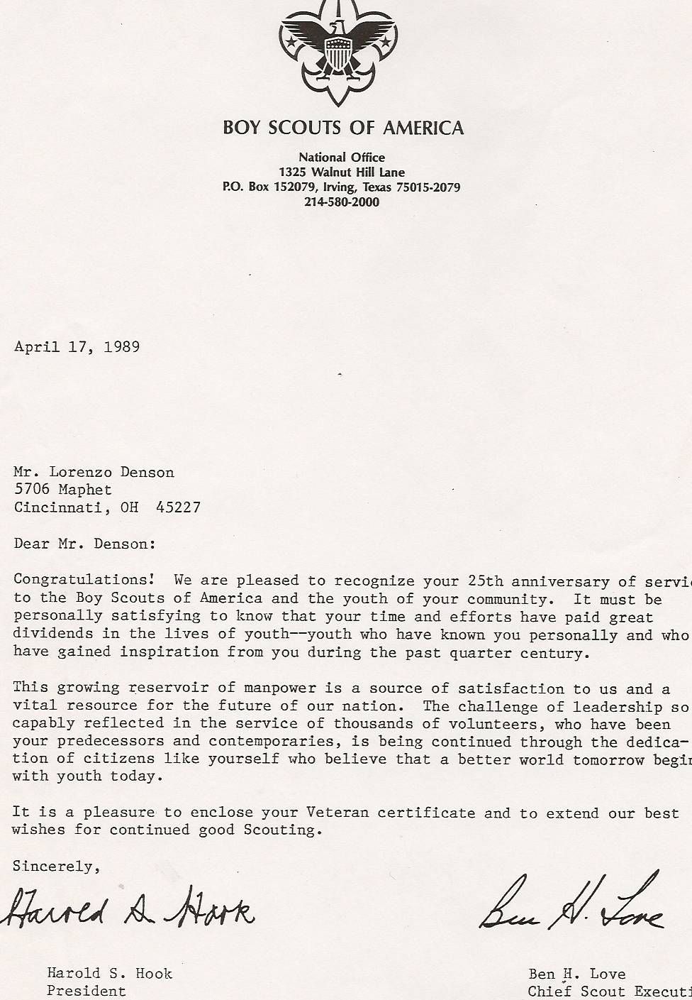 BOY SCOUTS OF AMERICA
National Office
1325 Walnut Hill Lane
P.O. Box 152079, Irving, Texas 75015-2079
214-580-2000
April 17, 1989
Mr. Lorenzo Denson
5706 Maphet
Cincinnati, OH  45227
Dear Mr. Denson:
Congratulations!  We are pleased to recognize your 25th anniversary of servic
to the Boy Scouts of America and the youth of your community.  It must be
personally satisfying to know that your time and efforts have paid great
dividends in the lives of youth--youth who have known you personally and who
have gained inspiration from you during the past quarter century.
This growing reservoir of manpower is a source of satisfaction to us and a
vital resource for the future of our nation.  The challenge of leadership so
capably reflected in the service of thousands of volunteers, who have been
your predecessors and contemporaries, is being continued through the dedica-
tion of citizens like yourself who believe that a better world tomorrow begin
with youth today.
It is a pleasure to enclose your Veteran certificate and to extend our best
wishes for continued good Scouting.
Sincerely,
Harold S. Hook
Ben H. Love
Harold S. Hook
Ben H. Love
President
Chief Scout Executi